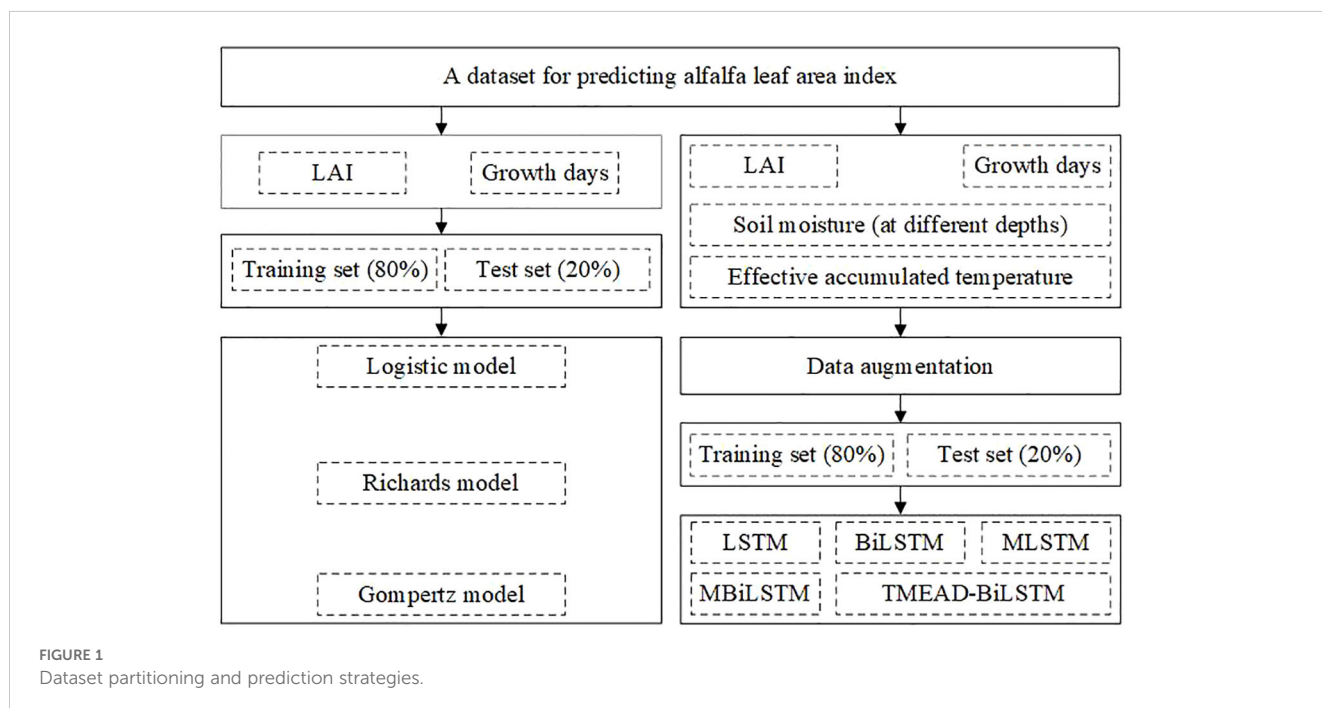 A dataset for predicting alfalfa leaf area index
LAI
Growth days
Training set (80%)
Test set (20%)
Logistic model
Richards model
Gompertz model
LAI
Growth days
Soil moisture (at different depths)
Effective accumulated temperature
Data augmentation
Training set (80%)
Test set (20%)
LSTM
BiLSTM
MLSTM
MBiLSTM
TMEAD-BiLSTM
FIGURE 1
Dataset partitioning and prediction strategies.